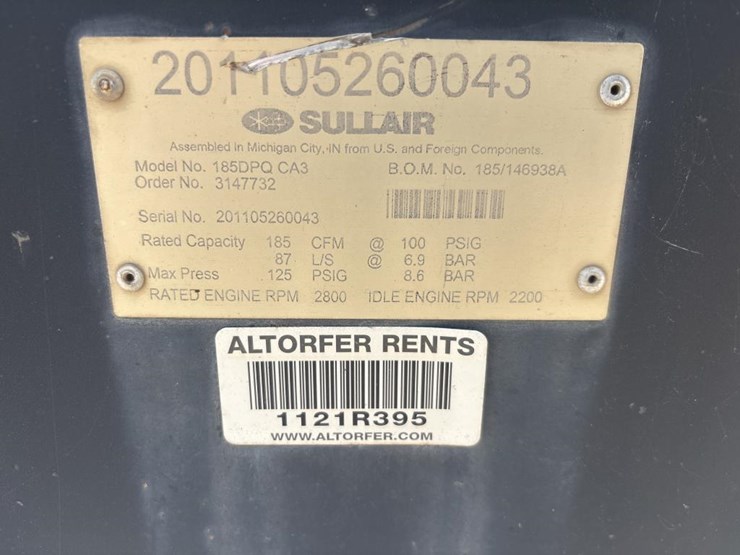 201105260043
SULLAIR
Assembled in Michigan City, IN from U.S. and Foreign Components.
Model No. 185DPQ CA3 B.O.M. No. 185/146938A
Order No. 3147732
Serial No. 201105260043
Rated Capacity 185 CFM @ 100 PSIG
87 L/S @ 6.9 BAR
Max Press 125 PSIG 8.6 BAR
RATED ENGINE RPM 2800 IDLE ENGINE RPM 2200
ALTORFER RENTS
1121R395
WWW.ALTORFER.COM